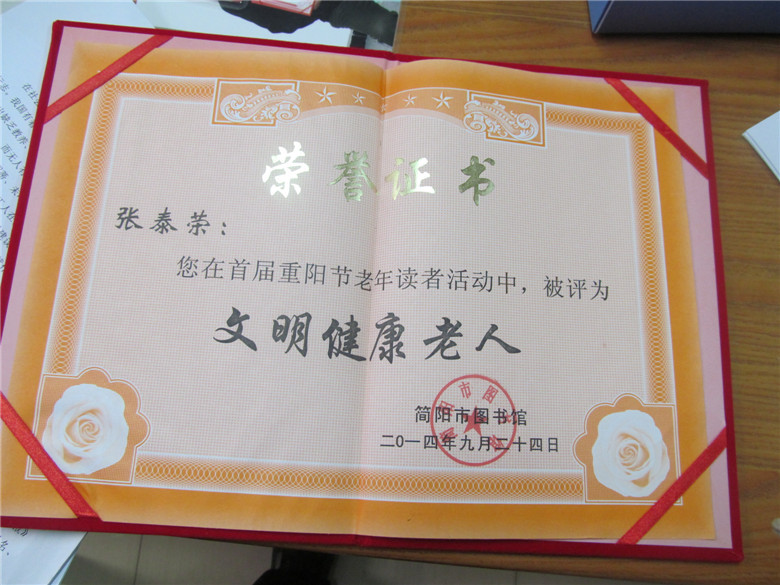 荣誉证书
张泰荣：
您在首届重阳节老年读者活动中，被评为
文明健康老人
简阳市图书馆
二0一四年九月二十四日